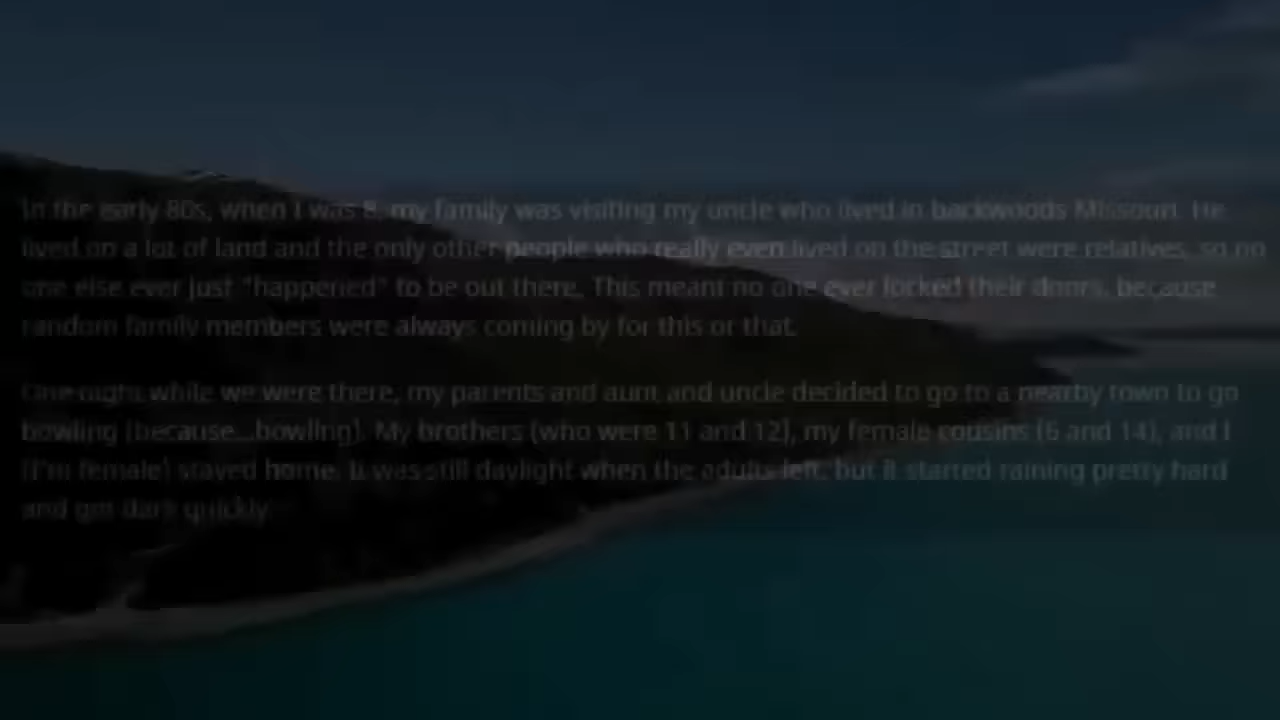 In the early 80s, when I was 8, my family was visiting my uncle who lived in backwoods Missouri. He
lived on a lot of land and the only other people who really even lived on the street were relatives, so no
one else ever just "happened" to be out there. This meant no one ever locked their doors, because
random family members were always coming by for this or that.
One night while we were there, my parents and aunt and uncle decided to go to a nearby town to go
bowling (because...bowling). My brothers (who were 11 and 12), my female cousins (6 and 14), and I
(I'm female) stayed home. It was still daylight when the adults left, but it started raining pretty hard
and got dark quickly.